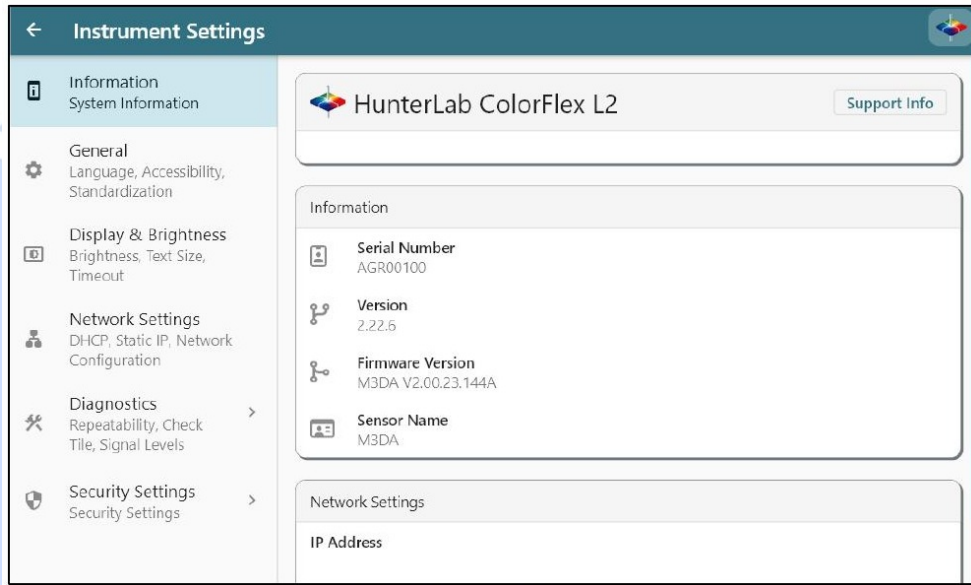 Instrument Settings
Information
System Information
General
Language, Accessibility,
Standardization
Display & Brightness
Brightness, Text Size,
Timeout
Network Settings
DHCP, Static IP, Network
Configuration
Diagnostics
Repeatability, Check
Tile, Signal Levels
Security Settings
Security Settings
HunterLab ColorFlex L2
Support Info
Information
Serial Number
AGR00100
Version
2.22.6
Firmware Version
M3DA V2.00.23.144A
Sensor Name
M3DA
Network Settings
IP Address